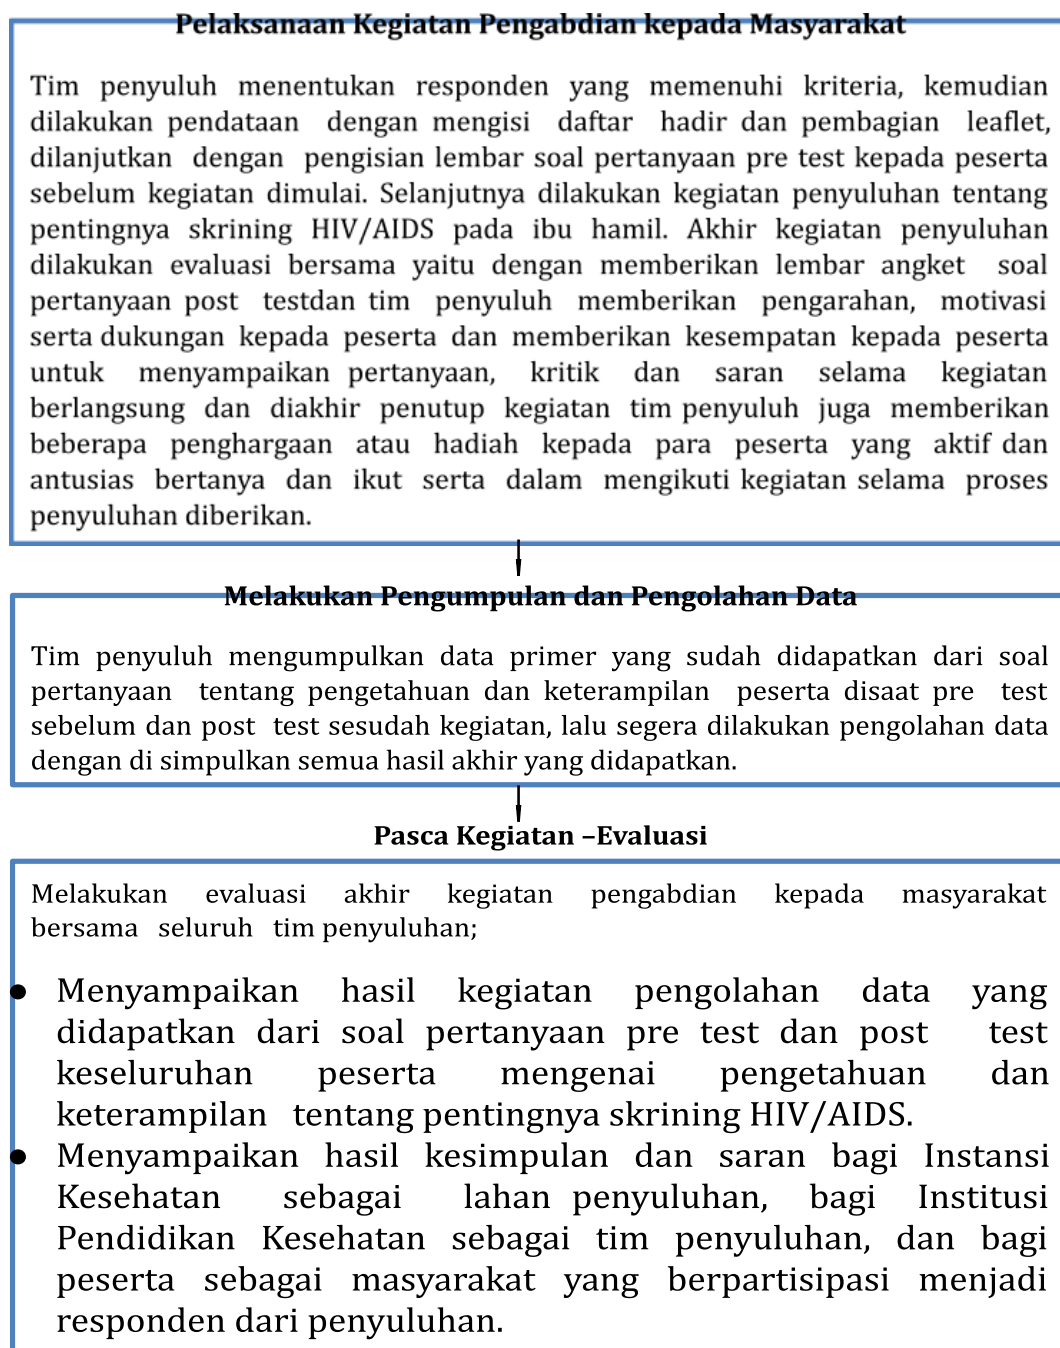 Pelaksanaan Kegiatan Pengabdian kepada Masyarakat
Tim penyuluh menentukan responden yang memenuhi kriteria, kemudian
dilakukan pendataan dengan mengisi daftar hadir dan pembagian leaflet,
dilanjutkan dengan pengisian lembar soal pertanyaan pre test kepada peserta
sebelum kegiatan dimulai. Selanjutnya dilakukan kegiatan penyuluhan tentang
pentingnya skrining HIV/AIDS pada ibu hamil. Akhir kegiatan penyuluhan
dilakukan evaluasi bersama yaitu dengan memberikan lembar angket soal
pertanyaan post testdan tim penyuluh memberikan pengarahan, motivasi
serta dukungan kepada peserta dan memberikan kesempatan kepada peserta
untuk menyampaikan pertanyaan, kritik dan saran selama kegiatan
berlangsung dan diakhir penutup kegiatan tim penyuluh juga memberikan
beberapa penghargaan atau hadiah kepada para peserta yang aktif dan
antusias bertanya dan ikut serta dalam mengikuti kegiatan selama proses
penyuluhan diberikan.
Melakukan Pengumpulan dan Pengolahan Data
Tim penyuluh mengumpulkan data primer yang sudah didapatkan dari soal
pertanyaan tentang pengetahuan dan keterampilan peserta disaat pre test
sebelum dan post test sesudah kegiatan, lalu segera dilakukan pengolahan data
dengan di simpulkan semua hasil akhir yang didapatkan.
Pasca Kegiatan –Evaluasi
Melakukan evaluasi akhir kegiatan pengabdian kepada masyarakat
bersama seluruh tim penyuluhan;
● Menyampaikan hasil kegiatan pengolahan data yang
didapatkan dari soal pertanyaan pre test dan post test
keseluruhan peserta mengenai pengetahuan dan
keterampilan tentang pentingnya skrining HIV/AIDS.
● Menyampaikan hasil kesimpulan dan saran bagi Instansi
Kesehatan sebagai lahan penyuluhan, bagi Institusi
Pendidikan Kesehatan sebagai tim penyuluhan, dan bagi
peserta sebagai masyarakat yang berpartisipasi menjadi
responden dari penyuluhan.